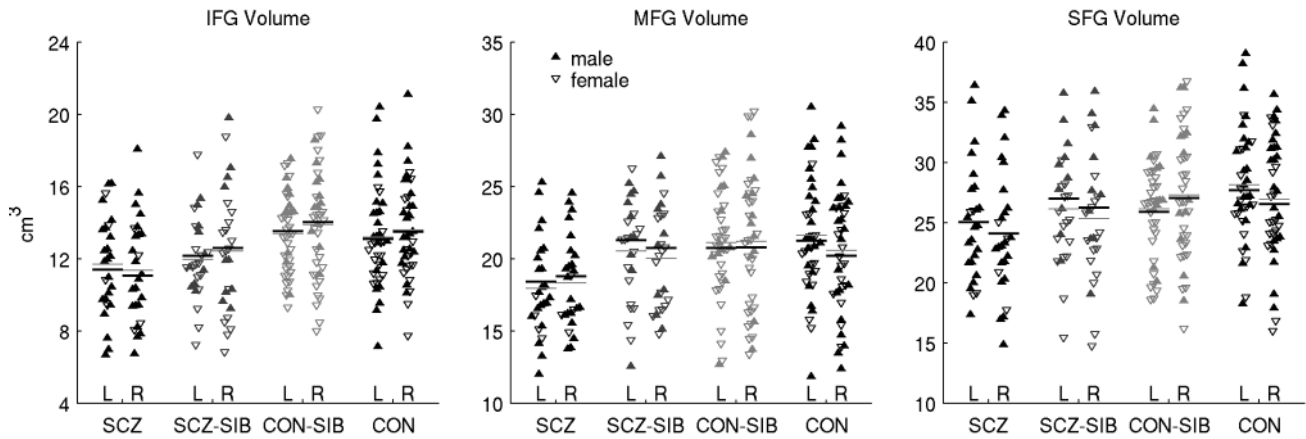 IFG Volume
24
20
16
12
8
4
cm³
L R L R L R L R
SCZ SCZ-SIB CON-SIB CON
MFG Volume
male
female
35
30
25
20
15
10
L R L R L R L R
SCZ SCZ-SIB CON-SIB CON
SFG Volume
40
35
30
25
20
15
10
L R L R L R L R
SCZ SCZ-SIB CON-SIB CON